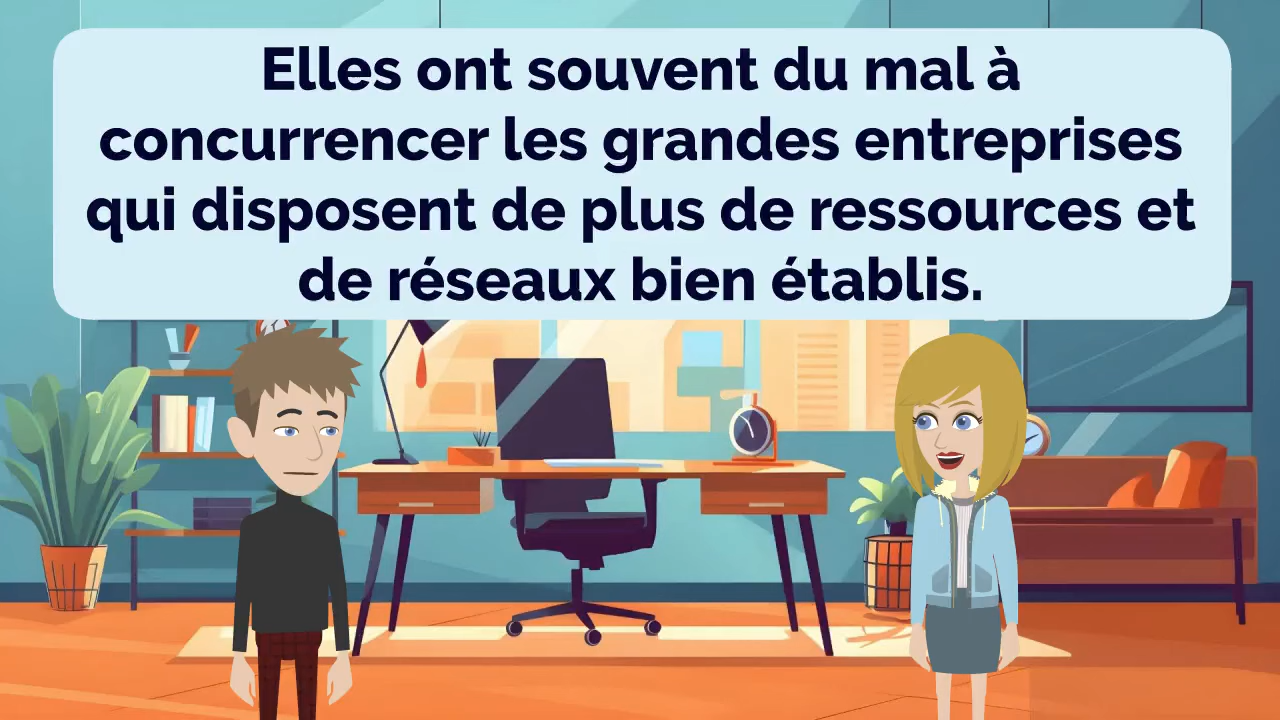 Elles ont souvent du mal à
concurrencer les grandes entreprises
qui disposent de plus de ressources et
de réseaux bien établis.